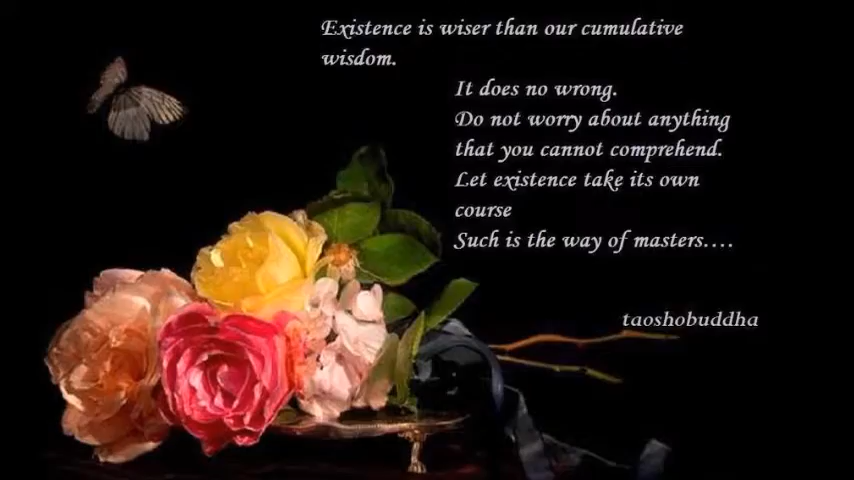 Existence is wiser than our cumulative
wisdom.
It does no wrong.
Do not worry about anything
that you cannot comprehend.
Let existence take its own
course
Such is the way of masters....
taoshobuddha